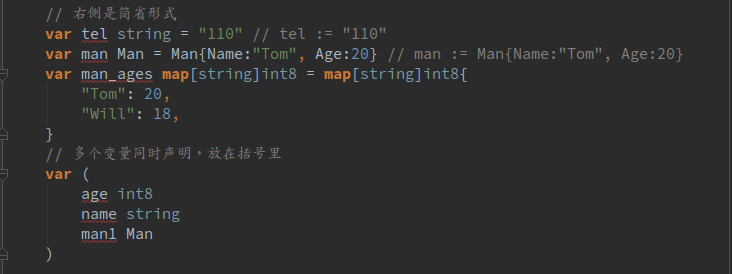 // 右侧是简省形式
var tel string = "110" // tel := "110"
var man Man = Man{Name:"Tom", Age:20} // man := Man{Name:"Tom", Age:20}
var man_ages map[string]int8 = map[string]int8{
    "Tom": 20,
    "Will": 18,
}
// 多个变量同时声明，放在括号里
var (
    age int8
    name string
    man1 Man
)